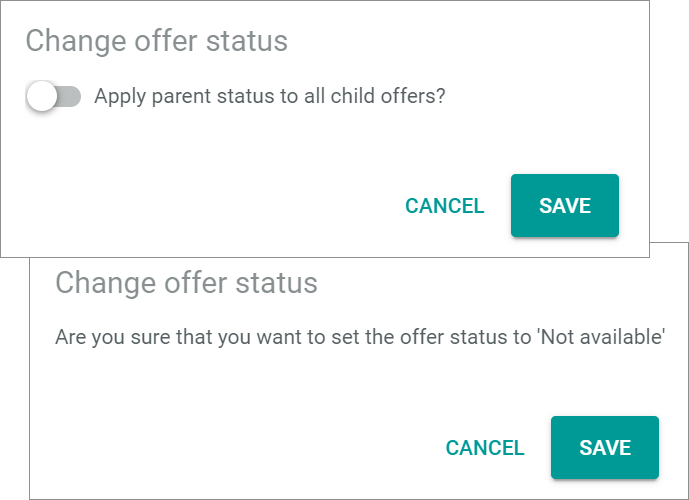 Change offer status
Apply parent status to all child offers?
CANCEL SAVE
Change offer status
Are you sure that you want to set the offer status to 'Not available'
CANCEL SAVE